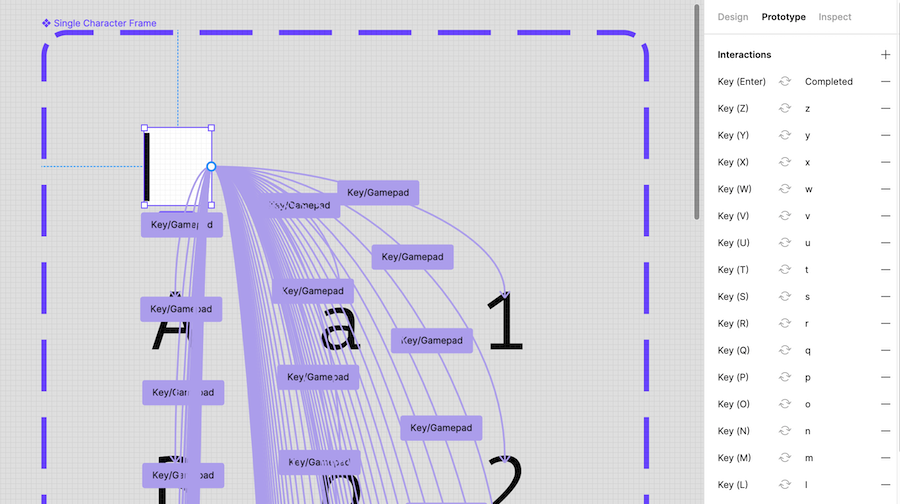 Single Character Frame
Key/Gamepad
Key/Gamepad
Key/Gamepad
Key/Gamepad
Key/Gamepad
Key/Gamepad
A
a
1
Key/Gamepad
Key/Gamepad
Key/Gamepad
Key/Gamepad
Key/Gamepad
Key/Gamepad
2
Design Prototype Inspect
Interactions
Key (Enter) Completed
Key (Z) z
Key (Y) y
Key (X) x
Key (W) w
Key (V) v
Key (U) u
Key (T) t
Key (S) s
Key (R) r
Key (Q) q
Key (P) p
Key (O) o
Key (N) n
Key (M) m
Key (L) l